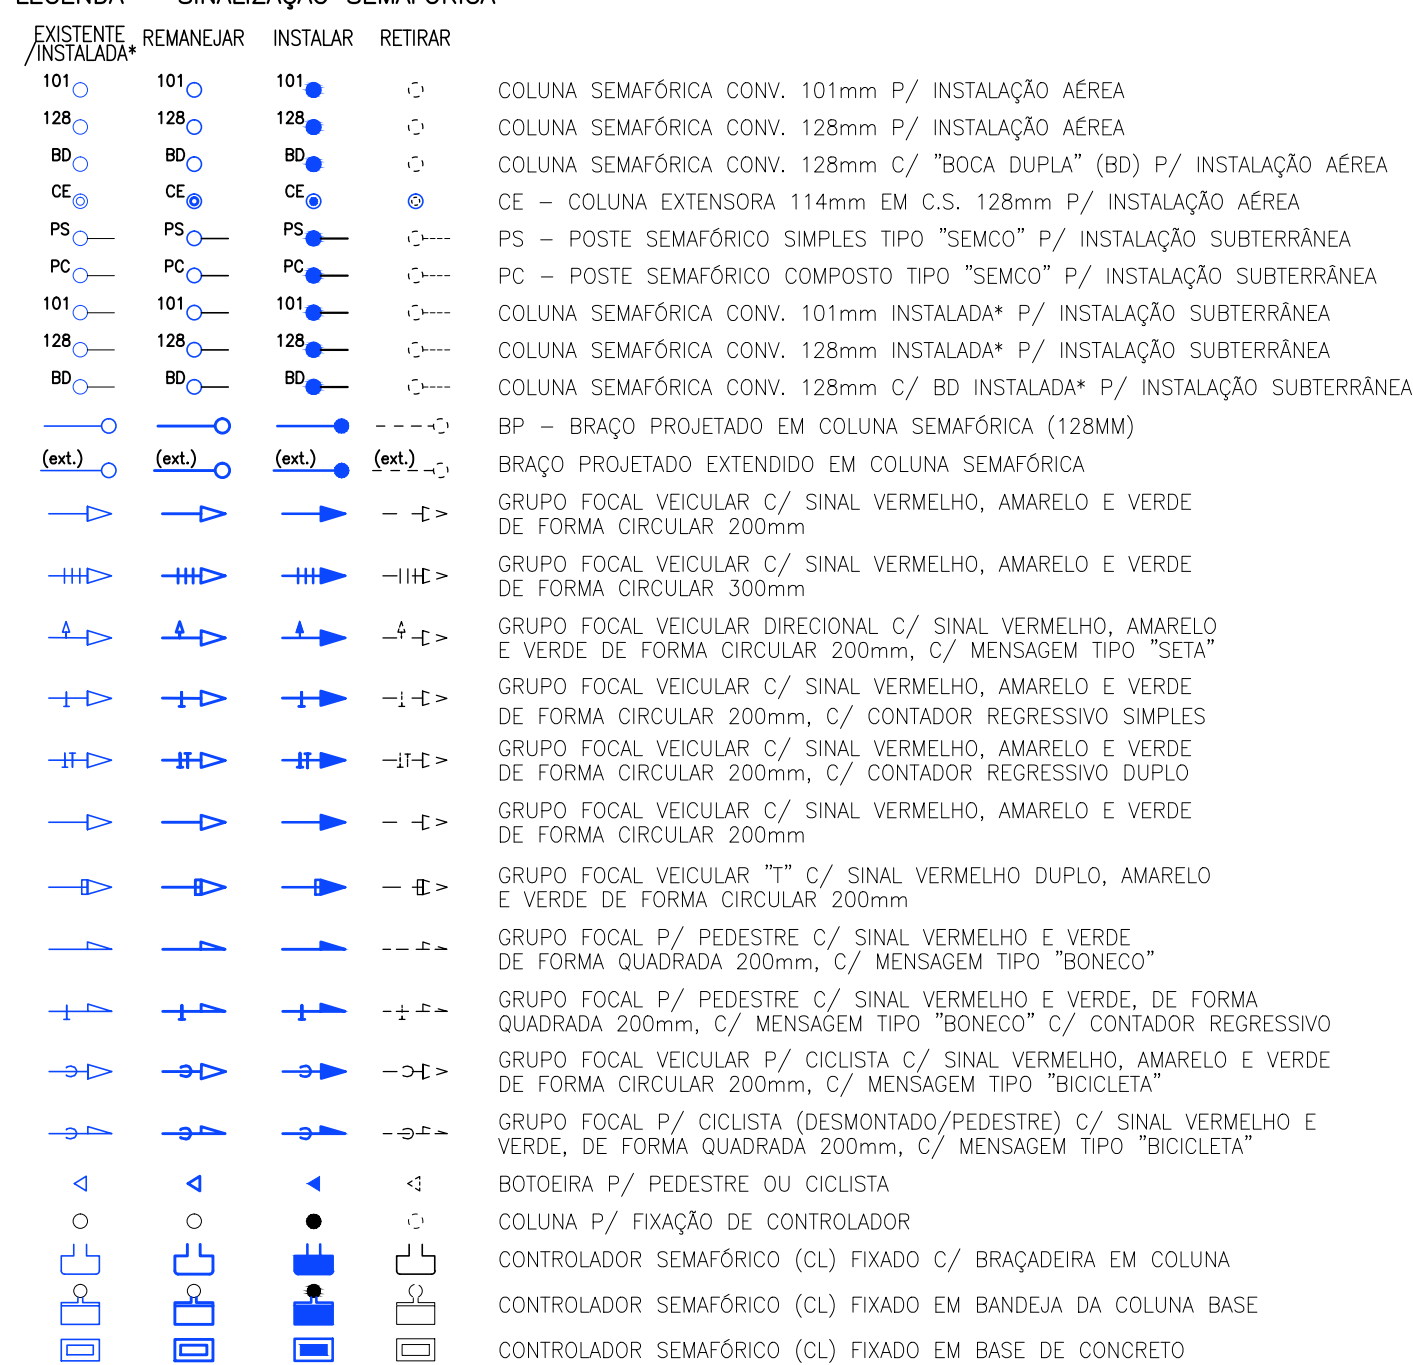 LEGENDA - SINALIZAÇÃO SEMAFÓRICA
EXISTENTE
/INSTALADA* REMANEJAR INSTALAR RETIRAR
101 101 101 COLUNA SEMAFÓRICA CONV. 101mm P/ INSTALAÇÃO AÉREA
128 128 128 COLUNA SEMAFÓRICA CONV. 128mm P/ INSTALAÇÃO AÉREA
BD BD BD COLUNA SEMAFÓRICA CONV. 128mm C/ "BOCA DUPLA" (BD) P/ INSTALAÇÃO AÉREA
CE CE CE CE – COLUNA EXTENSORA 114mm EM C.S. 128mm P/ INSTALAÇÃO AÉREA
PS PS PS PS – POSTE SEMAFÓRICO SIMPLES TIPO "SEMCO" P/ INSTALAÇÃO SUBTERRÂNEA
PC PC PC PC – POSTE SEMAFÓRICO COMPOSTO TIPO "SEMCO" P/ INSTALAÇÃO SUBTERRÂNEA
101 101 101 COLUNA SEMAFÓRICA CONV. 101mm INSTALADA* P/ INSTALAÇÃO SUBTERRÂNEA
128 128 128 COLUNA SEMAFÓRICA CONV. 128mm INSTALADA* P/ INSTALAÇÃO SUBTERRÂNEA
BD BD BD COLUNA SEMAFÓRICA CONV. 128mm C/ BD INSTALADA* P/ INSTALAÇÃO SUBTERRÂNEA
BP – BRAÇO PROJETADO EM COLUNA SEMAFÓRICA (128MM)
(ext.) (ext.) (ext.) (ext.) BRAÇO PROJETADO EXTENDIDO EM COLUNA SEMAFÓRICA
GRUPO FOCAL VEICULAR C/ SINAL VERMELHO, AMARELO E VERDE
DE FORMA CIRCULAR 200mm
GRUPO FOCAL VEICULAR C/ SINAL VERMELHO, AMARELO E VERDE
DE FORMA CIRCULAR 300mm
GRUPO FOCAL VEICULAR DIRECIONAL C/ SINAL VERMELHO, AMARELO
E VERDE DE FORMA CIRCULAR 200mm, C/ MENSAGEM TIPO "SETA"
GRUPO FOCAL VEICULAR C/ SINAL VERMELHO, AMARELO E VERDE
DE FORMA CIRCULAR 200mm, C/ CONTADOR REGRESSIVO SIMPLES
GRUPO FOCAL VEICULAR C/ SINAL VERMELHO, AMARELO E VERDE
DE FORMA CIRCULAR 200mm, C/ CONTADOR REGRESSIVO DUPLO
GRUPO FOCAL VEICULAR C/ SINAL VERMELHO, AMARELO E VERDE
DE FORMA CIRCULAR 200mm
GRUPO FOCAL VEICULAR "T" C/ SINAL VERMELHO DUPLO, AMARELO
E VERDE DE FORMA CIRCULAR 200mm
GRUPO FOCAL P/ PEDESTRE C/ SINAL VERMELHO E VERDE
DE FORMA QUADRADA 200mm, C/ MENSAGEM TIPO "BONECO"
GRUPO FOCAL P/ PEDESTRE C/ SINAL VERMELHO E VERDE, DE FORMA
QUADRADA 200mm, C/ MENSAGEM TIPO "BONECO" C/ CONTADOR REGRESSIVO
GRUPO FOCAL VEICULAR P/ CICLISTA C/ SINAL VERMELHO, AMARELO E VERDE
DE FORMA CIRCULAR 200mm, C/ MENSAGEM TIPO "BICICLETA"
GRUPO FOCAL P/ CICLISTA (DESMONTADO/PEDESTRE) C/ SINAL VERMELHO E
VERDE, DE FORMA QUADRADA 200mm, C/ MENSAGEM TIPO "BICICLETA"
BOTOEIRA P/ PEDESTRE OU CICLISTA
COLUNA P/ FIXAÇÃO DE CONTROLADOR
CONTROLADOR SEMAFÓRICO (CL) FIXADO C/ BRAÇADEIRA EM COLUNA
CONTROLADOR SEMAFÓRICO (CL) FIXADO EM BANDEJA DA COLUNA BASE
CONTROLADOR SEMAFÓRICO (CL) FIXADO EM BASE DE CONCRETO